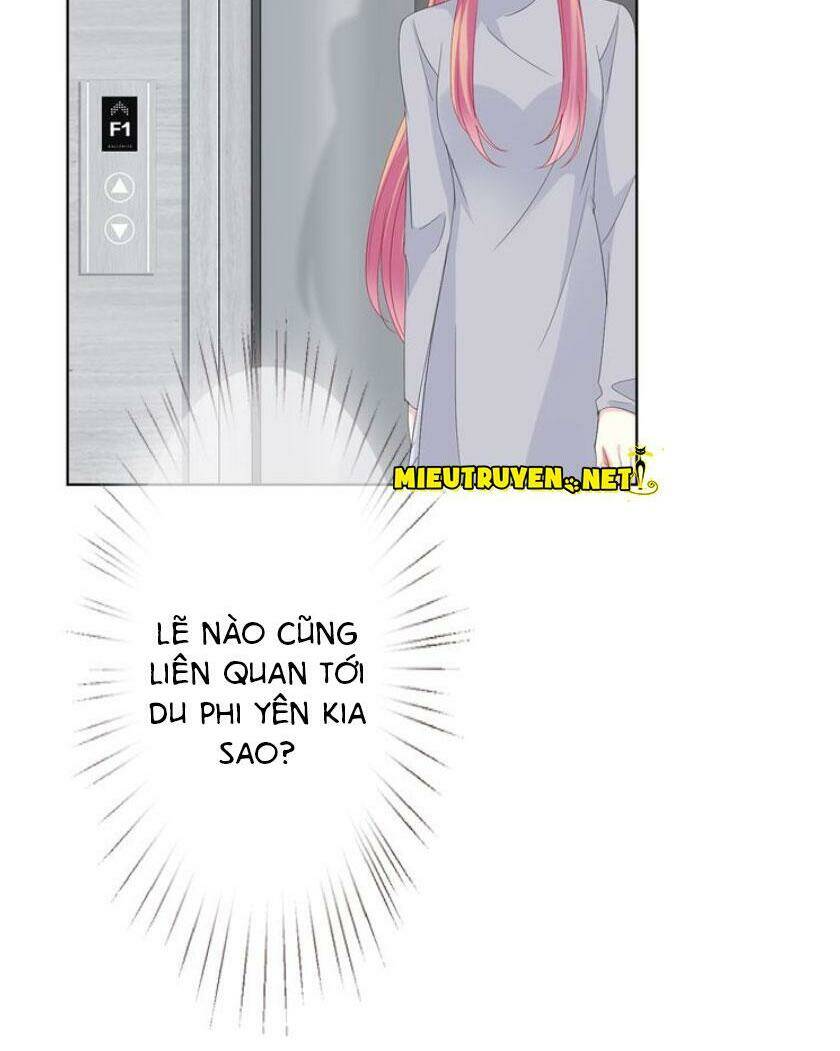 F1
MIEUTRUYEN.NET
LẼ NÀO CŨNG
LIÊN QUAN TỚI
DU PHI YÊN KIA
SAO?